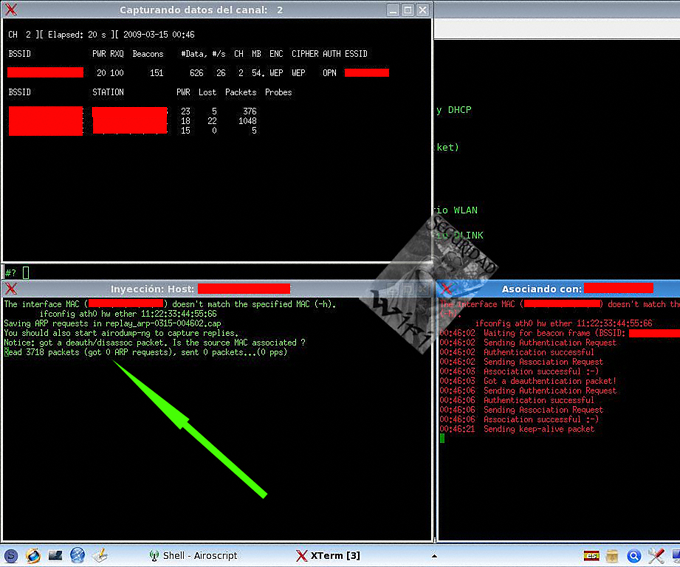 Capturando datos del canal: 2
CH 2 ][ Elapsed: 20 s ][ 2009-03-15 00:46
BSSID PWR RXQ Beacons #Data, #/s CH MB ENC CIPHER AUTH ESSID
20 100 151 626 26 2 54. WEP WEP OPN
BSSID STATION PWR Lost Packets Probes
23 5 376
18 22 1048
15 0 5
y DHCP
ket)
rio WLAN
LINK
#?
SEGURIDAD
WiFi
Inyección: Host:
The interface MAC ( ) doesn't match the specified MAC (-h).
ifconfig ath0 hw ether 11:22:33:44:55:66
Saving ARP requests in replay_arp-0315-004602.cap
You should also start airodump-ng to capture replies.
Notice: got a deauth/disassoc packet. Is the source MAC associated ?
Read 3718 packets (got 0 ARP requests), sent 0 packets...(0 pps)
Asociando con:
The interface MAC ( ) doesn't match the
ifconfig ath0 hw ether 11:22:33:44:55:66
00:46:02 Waiting for beacon frame (BSSID:
00:46:02 Sending Authentication Request
00:46:02 Authentication successful
00:46:02 Sending Association Request
00:46:03 Association successful :-)
00:46:03 Got a deauthentication packet!
00:46:06 Sending Authentication Request
00:46:06 Authentication successful
00:46:06 Sending Association Request
00:46:06 Association successful :-)
00:46:21 Sending keep-alive packet
Shell - Airoscript
XTerm [3]
ES